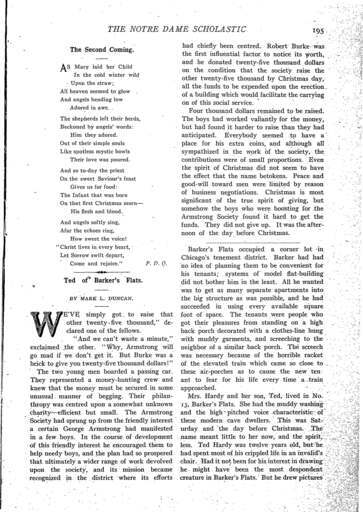 THE NOTRE DAME SCHOLASTIC 195
The Second Coming.
AS Mary laid her Child
In the cold winter wild
Upon the straw,
All heaven seemed to glow
And angels bending low
Adored in awe.
The shepherds left their herds,
Beckoned by angels' words:
Him they adored.
Out of their simple souls
Like spotless mystic bowls
Their love was poured.
And so to-day the priest
On the sweet Saviour's feast
Gives us for food:
The Infant that was born
On that first Christmas morn—
His flesh and blood.
And angels softly sing,
Afar the echoes ring,
How sweet the voice!
"Christ lives in every heart,
Let Sorrow swift depart,
Come and rejoice."
Ted of Barker's Flats.
BY MARK L. DUNCAN.
WE'VE simply got to raise that
other twenty-five thousand," de-
clared one of the fellows.
"And we can't waste a minute,"
exclaimed the other. "Why, Armstrong will
go mad if we don't get it. But Burke was a
brick to give you twenty-five thousand dollars!"
The two young men boarded a passing car.
They represented a money-hunting crew and
knew that the money must be secured in some
unusual manner of begging. Their philan-
thropy was centred upon a somewhat unknown
charity—efficient but small. The Armstrong
Society had sprung up from the friendly interest
a certain George Armstrong had manifested
in a few boys. In the course of development
of this friendly interest he encouraged them to
help needy boys, and the plan had so prospered
that ultimately a wider range of work devolved
upon the society, and its mission became
recognized in the district where its efforts
had chiefly been centred. Robert Burke was
the first influential factor to notice its worth,
and he donated twenty-five thousand dollars
on the condition that the society raise the
other twenty-five thousand by Christmas day,
all the funds to be expended upon the erection
of a building which would facilitate the carrying
on of this social service.
Four thousand dollars remained to be raised.
The boys had worked valiantly for the money,
but had found it harder to raise than they had
anticipated. Everybody seemed to have a
place for his extra coins, and although all
sympathized in the work of the society, the
contributions were of small proportions. Even
the spirit of Christmas did not seem to have
the effect that the name betokens. Peace and
good-will toward men were limited by reason
of business negotiations. Christmas is most
significant of the true spirit of giving, but
somehow the boys who were boosting for the
Armstrong Society found it hard to get the
funds. They did not give up. It was the after-
noon of the day before Christmas.
Barker's Flats occupied a corner lot in
Chicago's tenement district. Barker had had
no idea of planning them to be convenient for
his tenants; systems of model flat-building
did not bother him in the least. All he wanted
was to get as many separate apartments into
the big structure as was possible, and he had
succeeded in using every available square
foot of space. The tenants were people who
got their pleasures from standing on a high
back porch decorated with a clothes-line hung
with muddy garments, and screeching to the
neighbor of a similar back porch. The screech
was necessary because of the horrible racket
of the elevated train which came so close to
these air-perches as to cause the new ten-
ant to fear for his life every time a train
approached.
Mrs. Hardy and her son, Ted, lived in No.
13, Barker's Flats. She had the muddy washing
and the high pitched voice characteristic of
these modern cave dwellers. This was Sat-
urday and the day before Christmas. The
name meant little to her now, and the spirit,
less. Ted Hardy was twelve years old, but he
had spent most of his crippled life in an invalid's
chair. Had it not been for his interest in drawing
he might have been the most despondent
creature in Barker's Flats. But he drew pictures